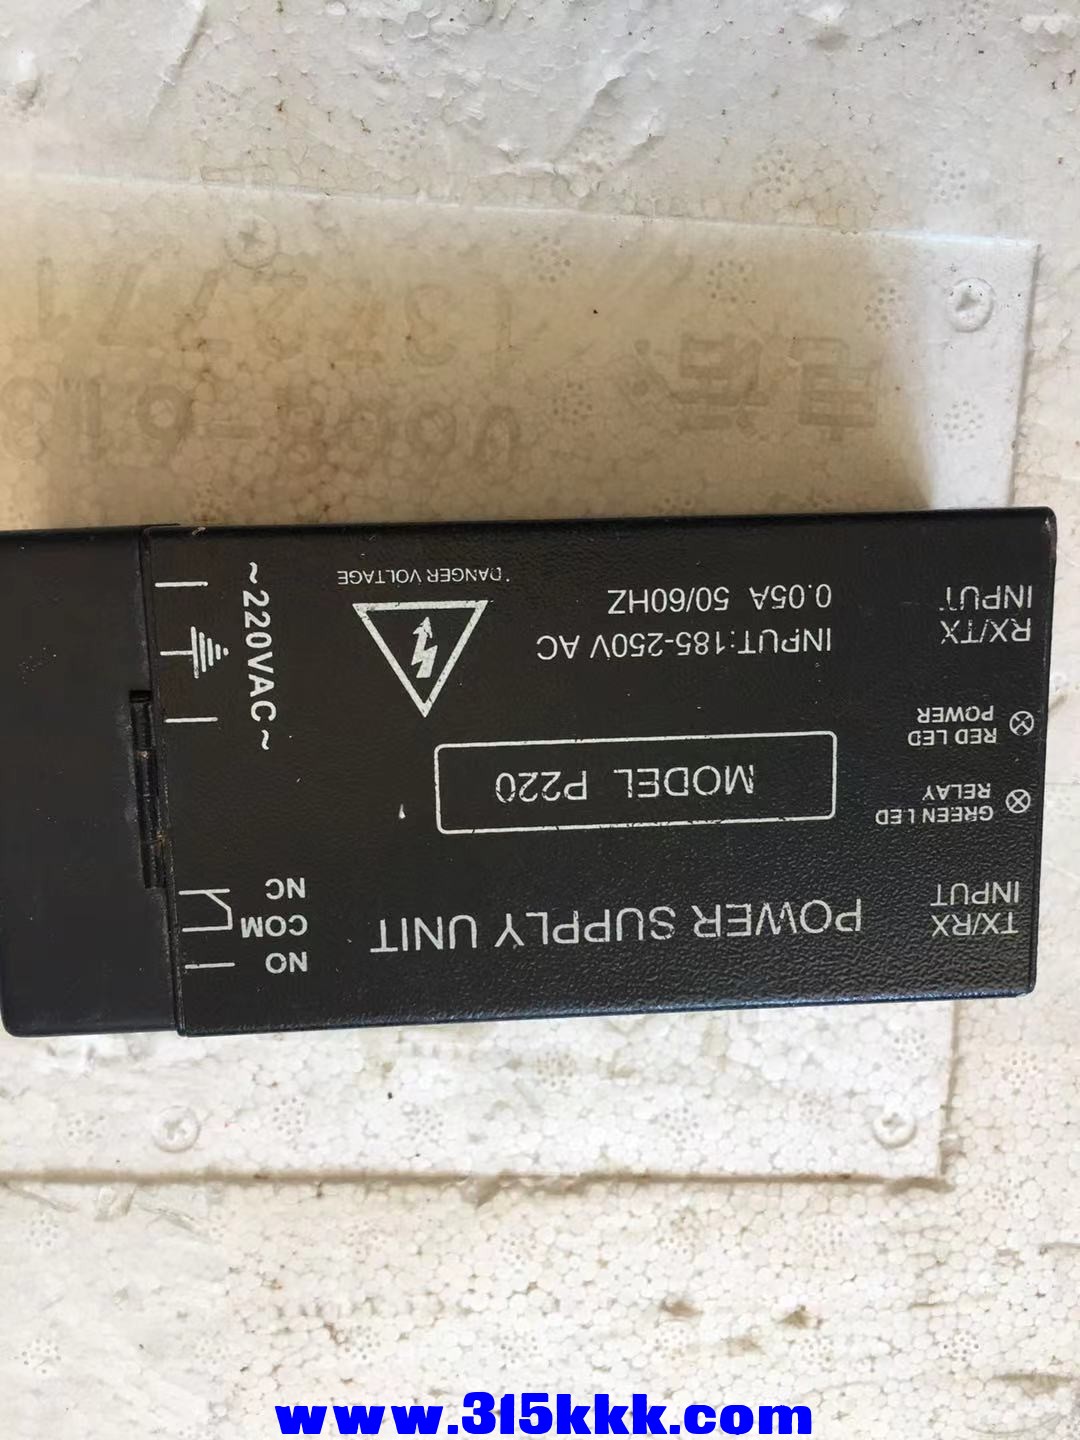 TX/RX
INPUT
GREEN LED
RELAY
RED LED
POWER
RX/TX
INPUT
POWER SUPPLY UNIT
MODEL P220
INPUT:185-250V AC
0.05A 50/60HZ
DANGER VOLTAGE
NO
COM
NC
~220VAC~
www.315kkk.com